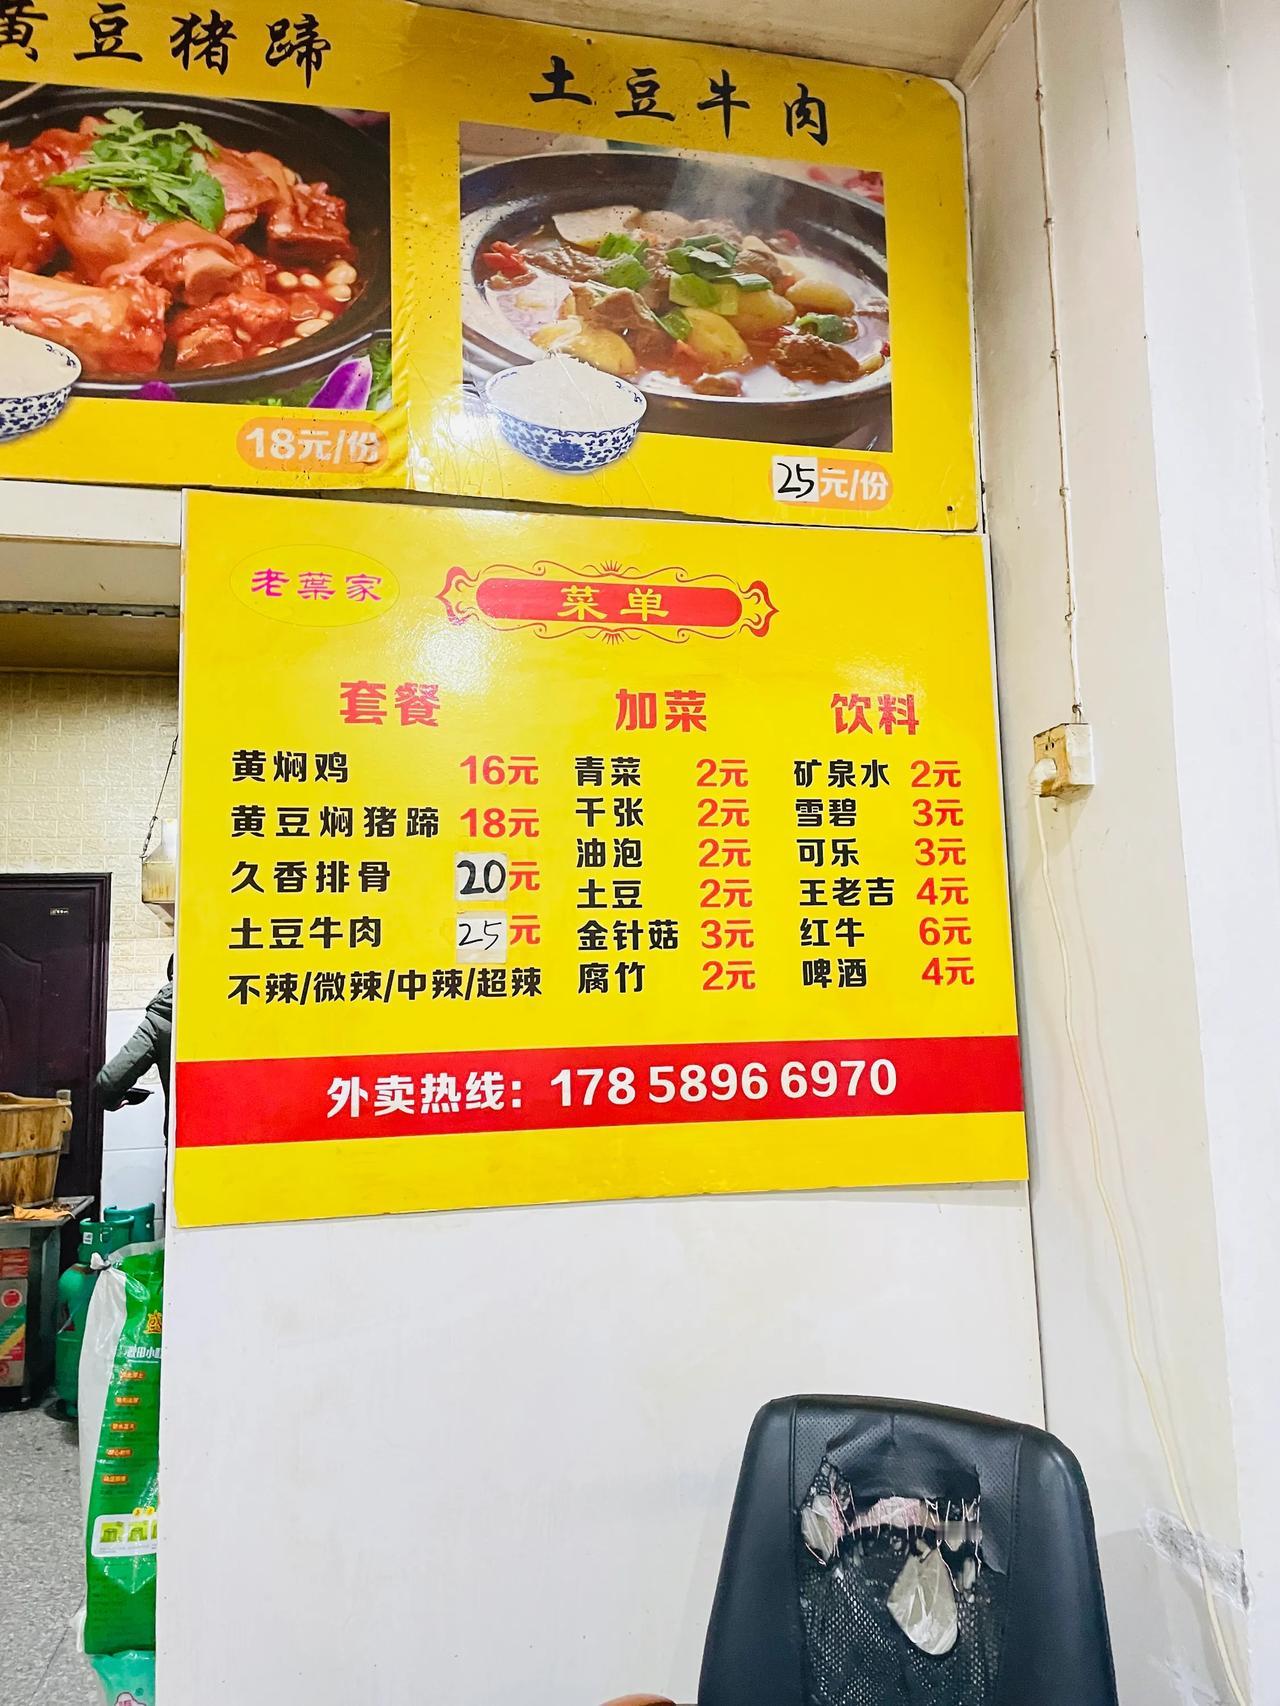 黄豆猪蹄
土豆牛肉
18元/份
25元/份
老葉家
菜单
套餐
黄焖鸡 16元
黄豆焖猪蹄 18元
久香排骨 20元
土豆牛肉 25元
不辣/微辣/中辣/超辣
加菜
青菜 2元
千张 2元
油泡 2元
土豆 2元
金针菇 3元
腐竹 2元
饮料
矿泉水 2元
雪碧 3元
可乐 3元
王老吉 4元
红牛 6元
啤酒 4元
外卖热线：178 5896 6970